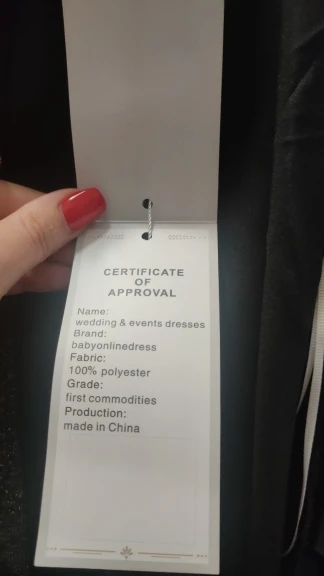 CERTIFICATE
OF
APPROVAL
Name:
wedding & events dresses
Brand:
babyonlinedress
Fabric:
100% polyester
Grade:
first commodities
Production:
made in China